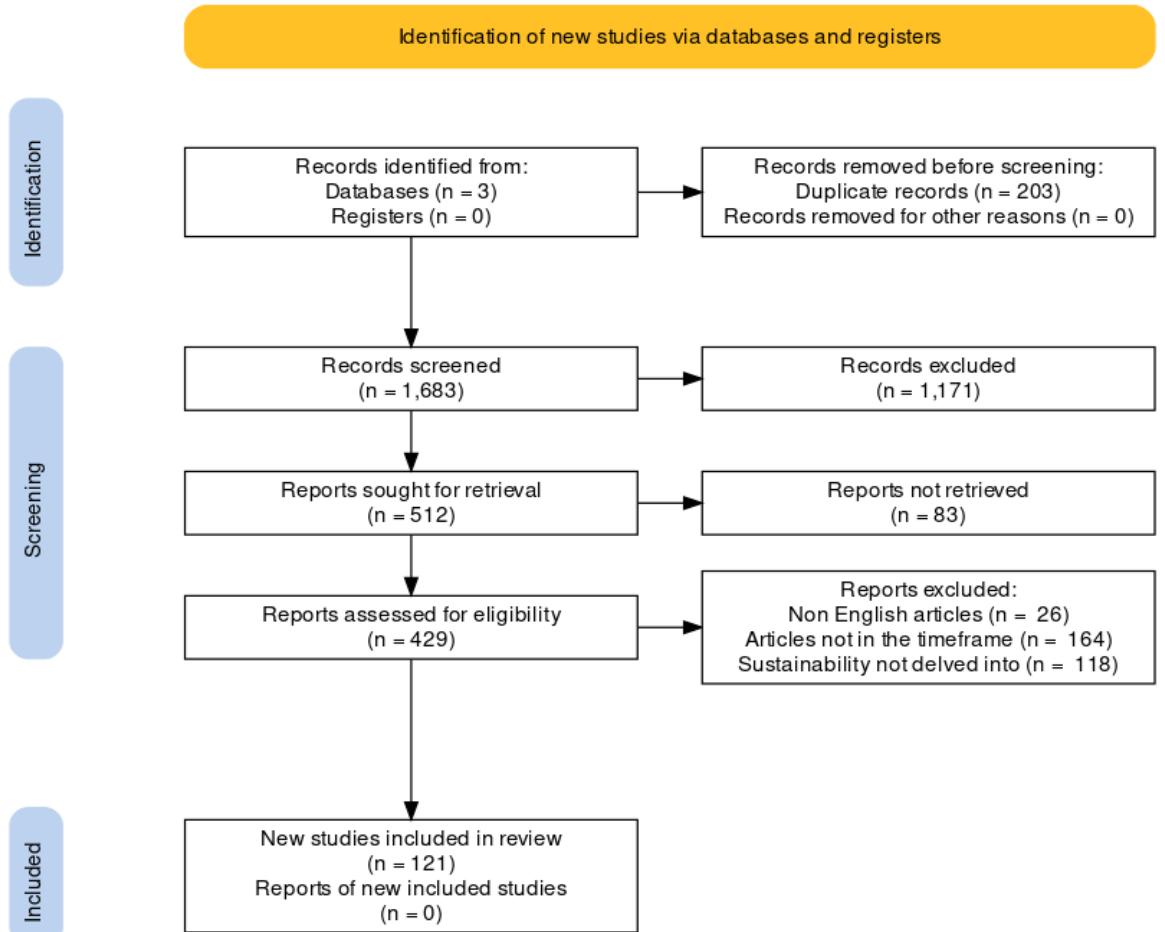 Identification of new studies via databases and registers
Identification
Records identified from:
Databases (n = 3)
Registers (n = 0)
Records removed before screening:
Duplicate records (n = 203)
Records removed for other reasons (n = 0)
Screening
Records screened
(n = 1,683)
Records excluded
(n = 1,171)
Reports sought for retrieval
(n = 512)
Reports not retrieved
(n = 83)
Reports assessed for eligibility
(n = 429)
Reports excluded:
Non English articles (n = 26)
Articles not in the timeframe (n = 164)
Sustainability not delved into (n = 118)
Included
New studies included in review
(n = 121)
Reports of new included studies
(n = 0)